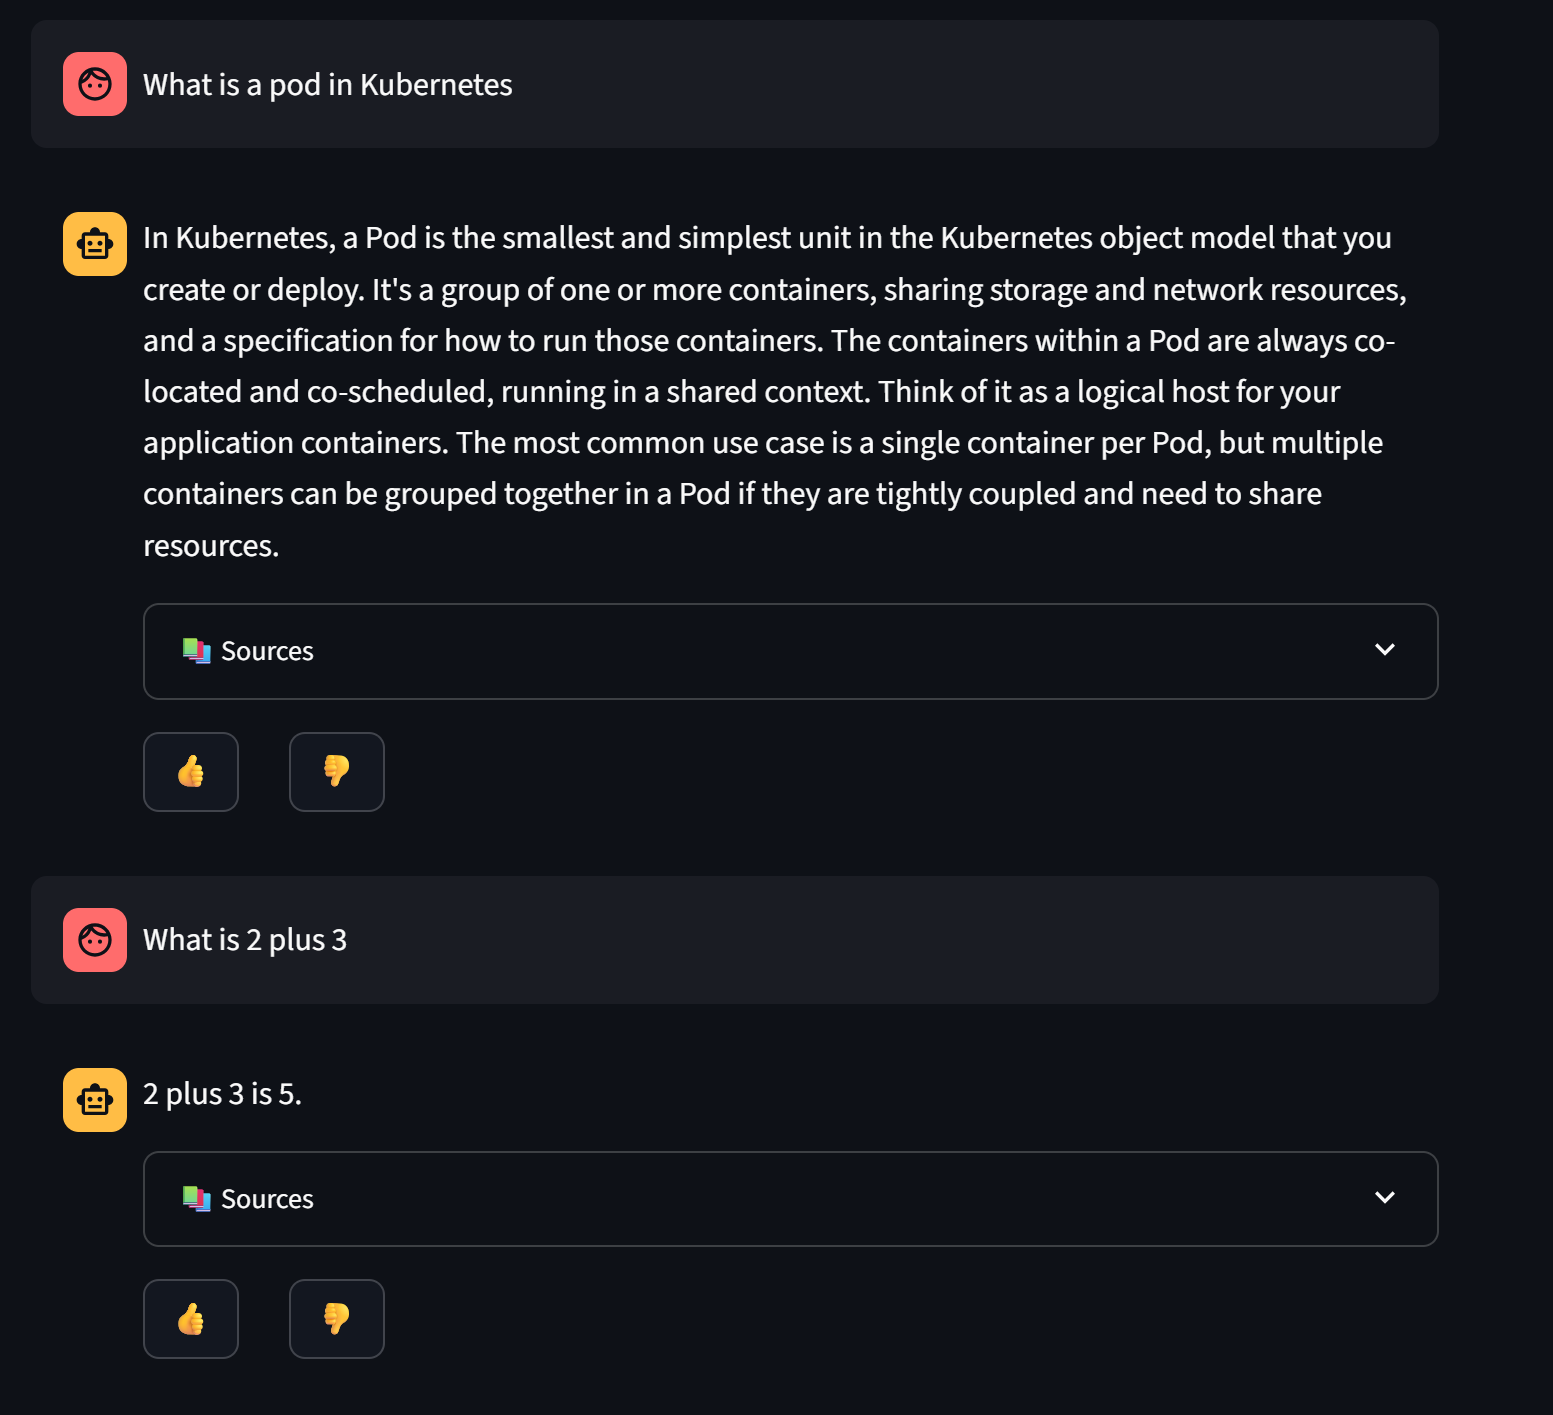 What is a pod in Kubernetes
In Kubernetes, a Pod is the smallest and simplest unit in the Kubernetes object model that you
create or deploy. It's a group of one or more containers, sharing storage and network resources,
and a specification for how to run those containers. The containers within a Pod are always co-
located and co-scheduled, running in a shared context. Think of it as a logical host for your
application containers. The most common use case is a single container per Pod, but multiple
containers can be grouped together in a Pod if they are tightly coupled and need to share
resources.
Sources
What is 2 plus 3
2 plus 3 is 5.
Sources